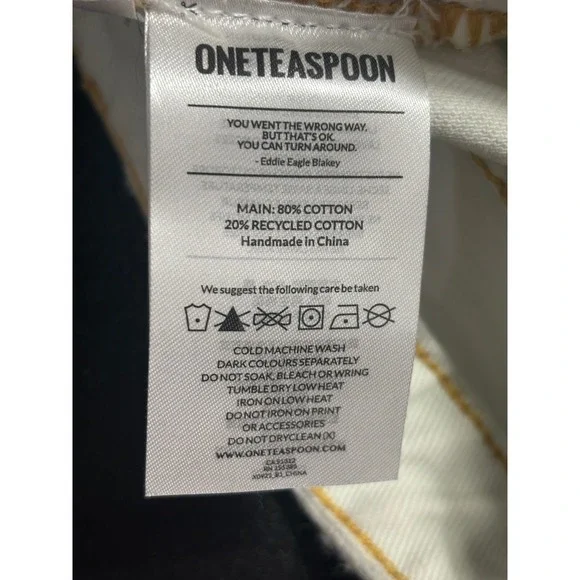 ONETEASPOON
YOU WENT THE WRONG WAY.
BUT THAT'S OK.
YOU CAN TURN AROUND.
- Eddie Eagle Blakey
MAIN: 80% COTTON
20% RECYCLED COTTON
Handmade in China
We suggest the following care be taken
COLD MACHINE WASH
DARK COLOURS SEPARATELY
DO NOT SOAK, BLEACH OR WRING
TUMBLE DRY LOW HEAT
IRON ON LOW HEAT
DO NOT IRON ON PRINT
OR ACCESSORIES
DO NOT DRYCLEAN (X)
WWW.ONETEASPOON.COM